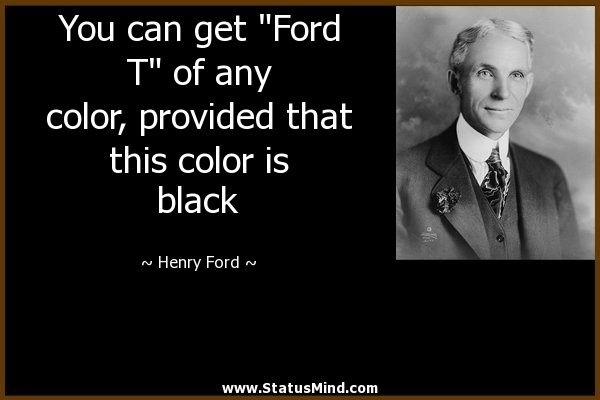 You can get "Ford
T" of any
color, provided that
this color is
black
~ Henry Ford ~
www.StatusMind.com